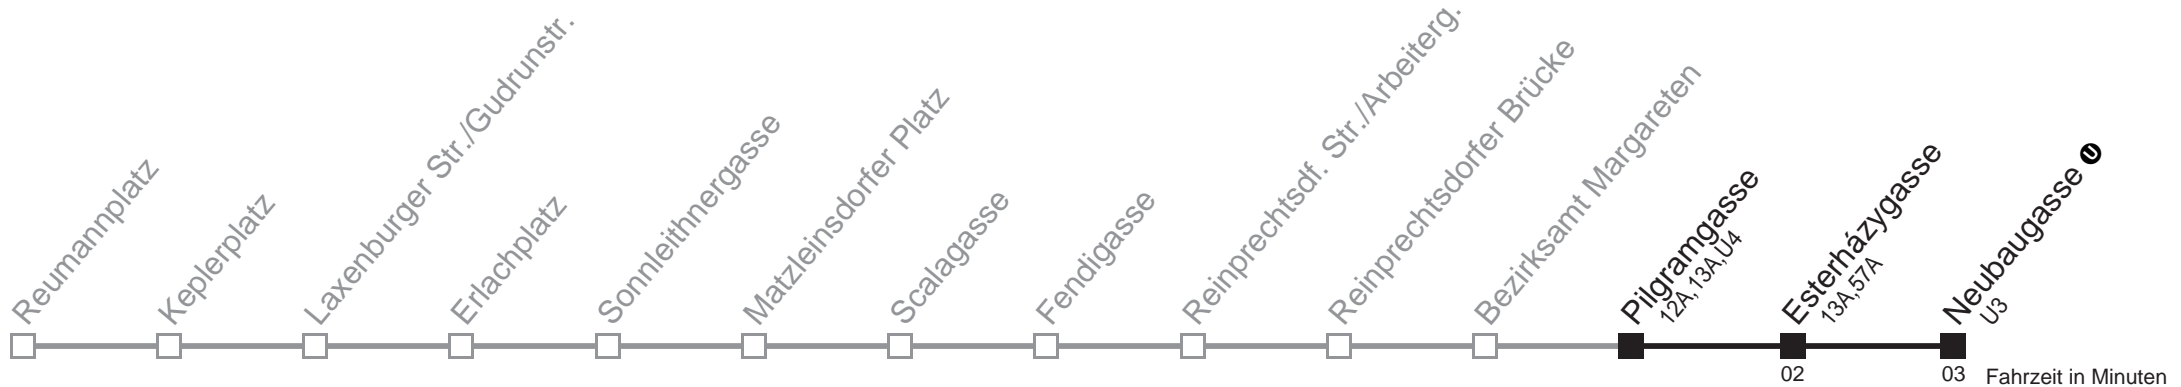 Reumannplatz
Keplerplatz
Laxenburger Str./Gudrunstr.
Erlachplatz
Sonnleithnergasse
Matzleinsdorfer Platz
Scalagasse
Fendigasse
Reinprechtsdf. Str./Arbeiterg.
Reinprechtsdorfer Brücke
Bezirksamt Margareten
Pilgramgasse
12A,13A,U4
Esterházygasse
13A,57A
Neubaugasse U
U3
02
03
Fahrzeit in Minuten